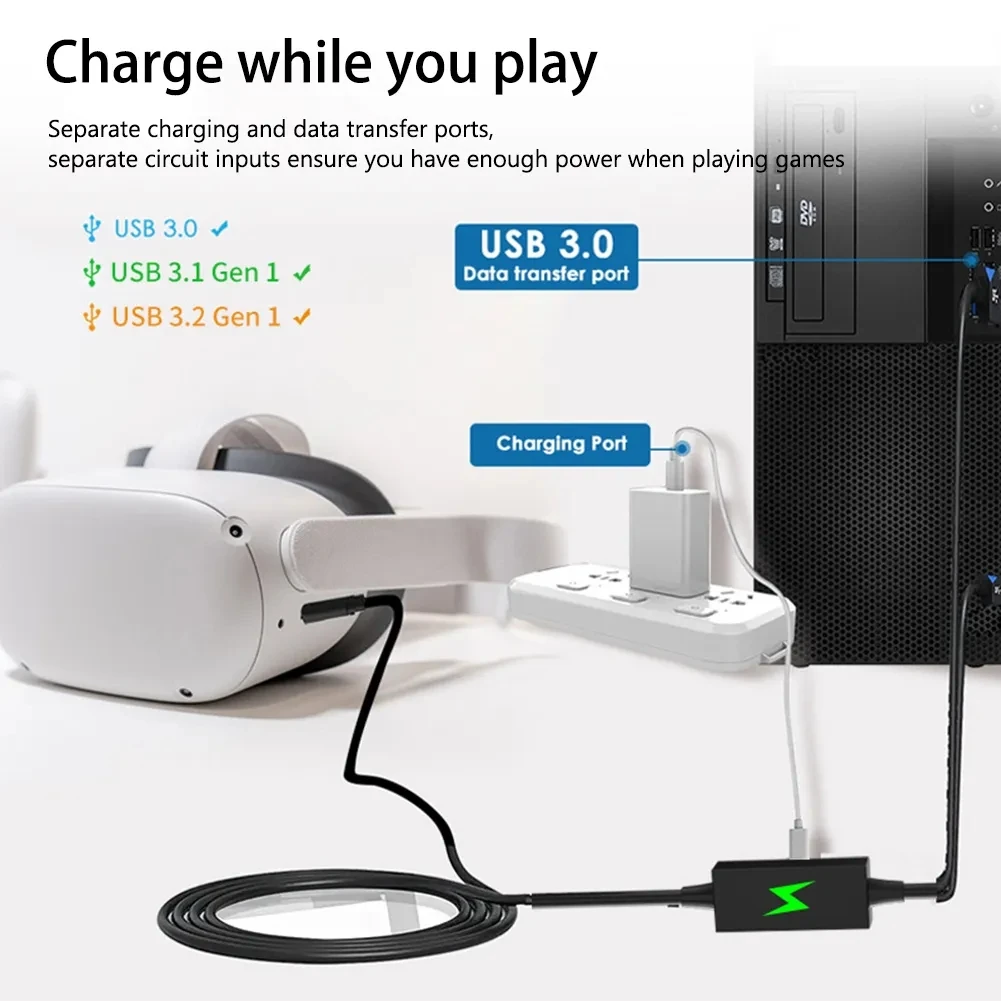 Charge while you play
Separate charging and data transfer ports,
separate circuit inputs ensure you have enough power when playing games
USB 3.0
USB 3.1 Gen 1
USB 3.2 Gen 1
USB 3.0
Data transfer port
DVD
Charging Port